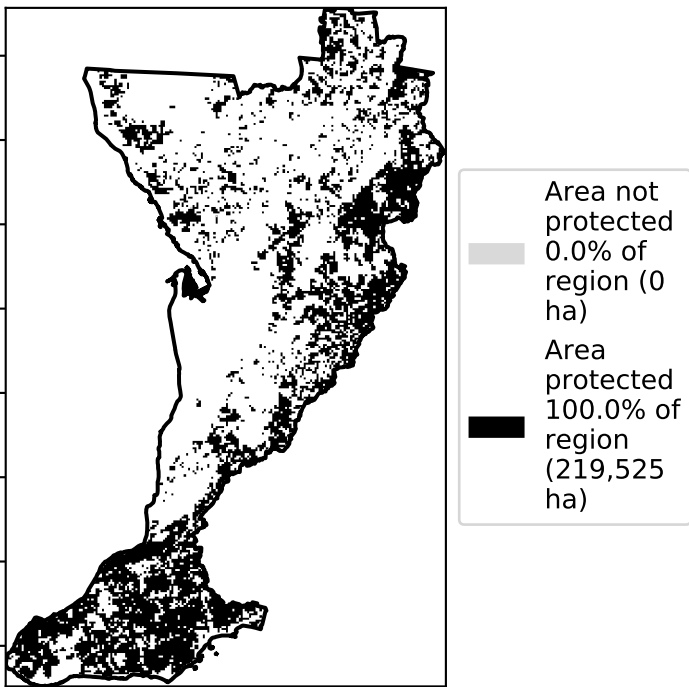 Area not
protected
0.0% of
region (0
ha)
Area
protected
100.0% of
region
(219,525
ha)